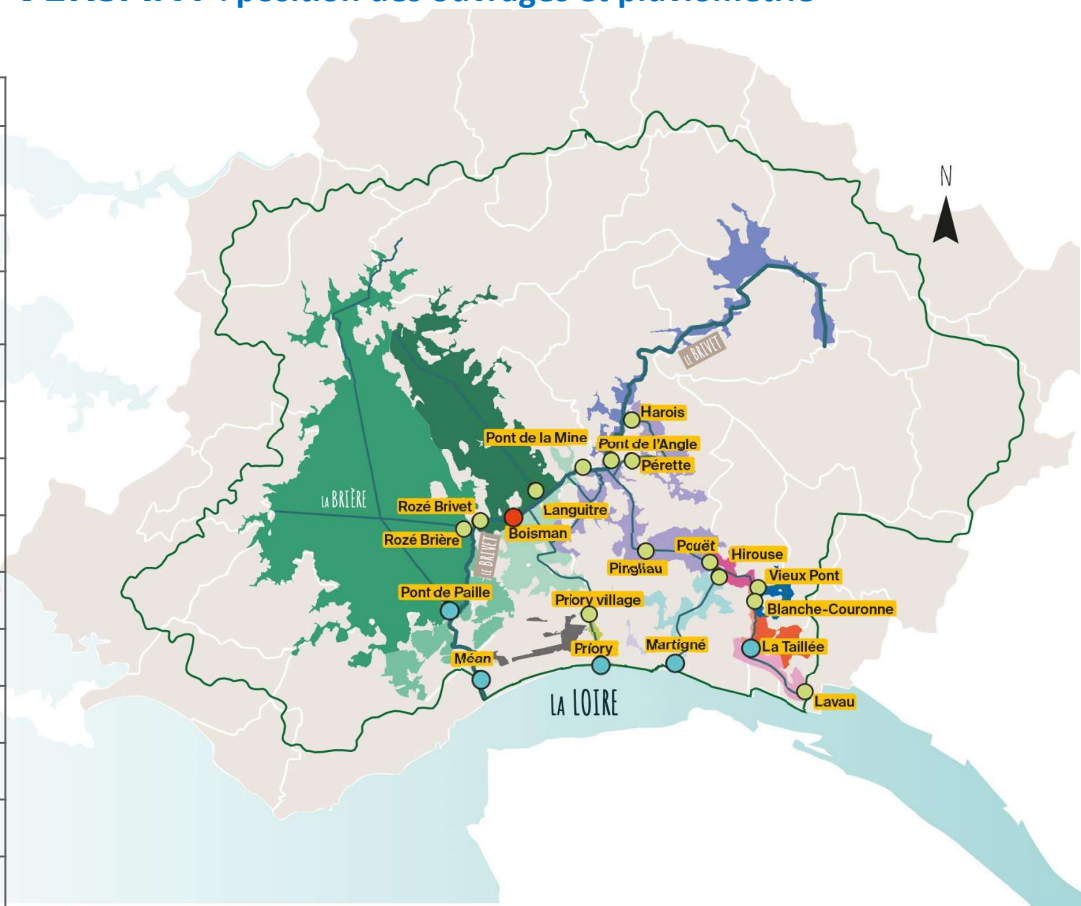 : position des ouvrages et pluviométrie
N
LE BRIVET
Harois
Pont de la Mine
Pont de l'Angle
Pérette
LA BRIÈRE
Rozé Brivet
Languitre
Rozé Brière
Boisman
LE BRIVET
Pouët
Hirouse
Pingliau
Vieux Pont
Pont de Paille
Priory village
Blanche-Couronne
Méan
Priory
Martigné
La Taillée
LA LOIRE
Lavau